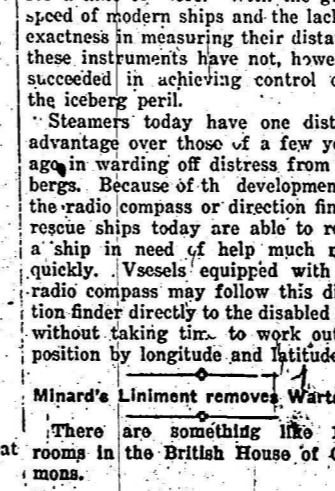 speed of modern ships and the lack
exactness in measuring their dista
these instruments have not, howe
succeeded in achieving control o
the iceberg peril.
Steamers today have one dist
advantage over those of a few y
ago in warding off distress from
bergs. Because of th developmen
the radio compass or direction fin
rescue ships today are able to r
a ship in need of help much
quickly. Vsesels equipped with
radio compass may follow this di
tion finder directly to the disabled
without taking tim to work out
position by longitude and latitude
Minard's Liniment removes Warts
There are something like
at rooms in the British House of
mons.